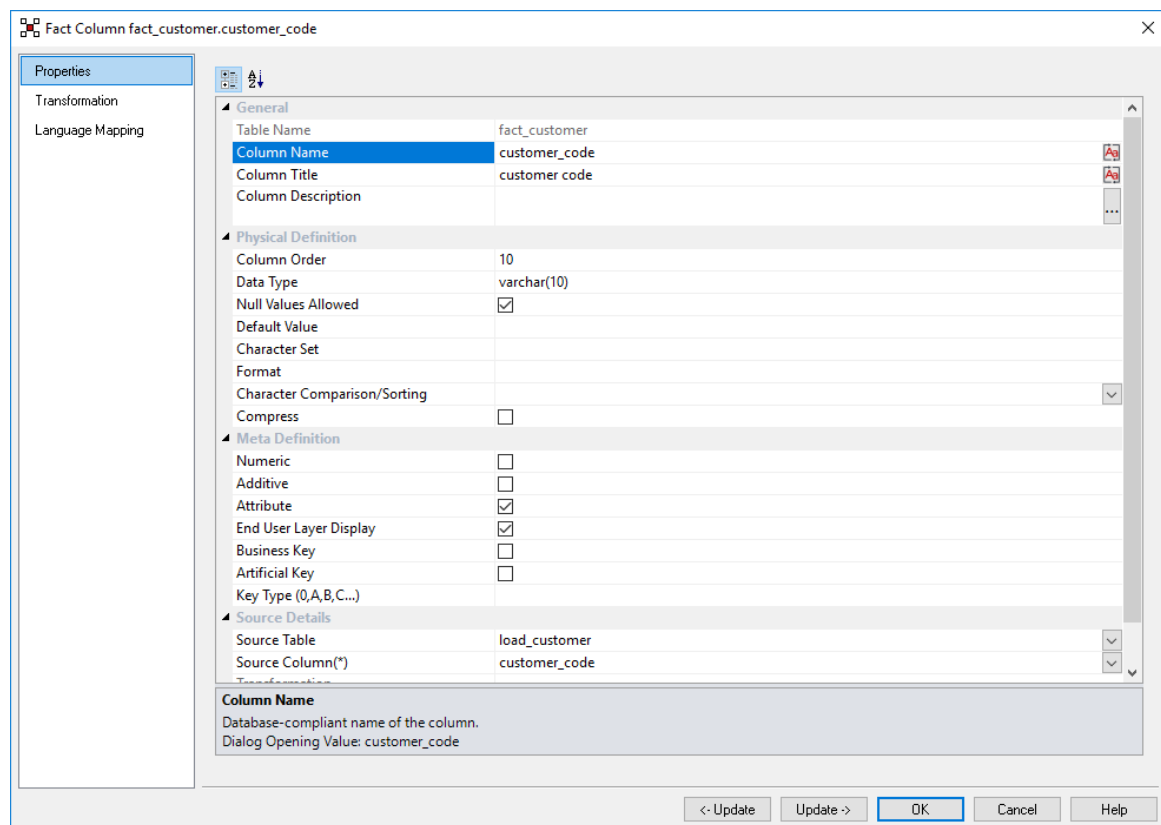 Fact Column fact_customer.customer_code
Properties
Transformation
Language Mapping
General
Table Name fact_customer
Column Name customer_code
Column Title customer code
Column Description
...
Physical Definition
Column Order 10
Data Type varchar(10)
Null Values Allowed
Default Value
Character Set
Format
Character Comparison/Sorting
Compress
Meta Definition
Numeric
Additive
Attribute
End User Layer Display
Business Key
Artificial Key
Key Type (0,A,B,C...)
Source Details
Source Table load_customer
Source Column(*) customer_code
Transformation
Column Name
Database-compliant name of the column.
Dialog Opening Value: customer_code
<- Update Update -> OK Cancel Help